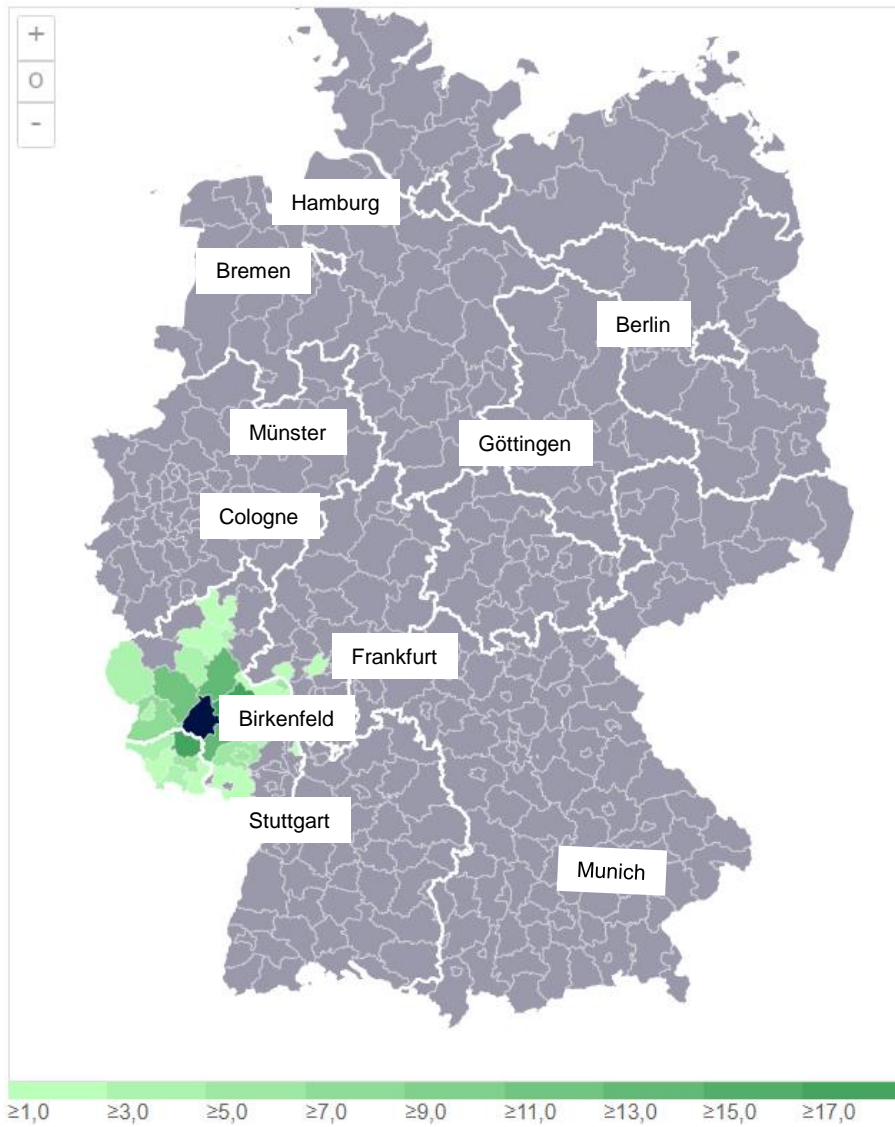 +
O
-
Hamburg
Bremen
Berlin
Münster
Göttingen
Cologne
Frankfurt
Birkenfeld
Stuttgart
Munich
≥1,0 ≥3,0 ≥5,0 ≥7,0 ≥9,0 ≥11,0 ≥13,0 ≥15,0 ≥17,0